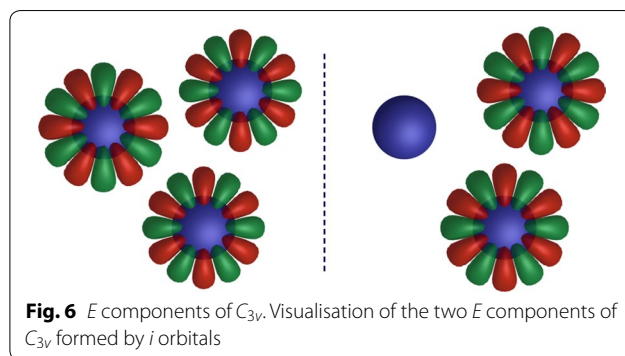 Fig. 6 E components of C3v. Visualisation of the two E components of
C3v formed by i orbitals